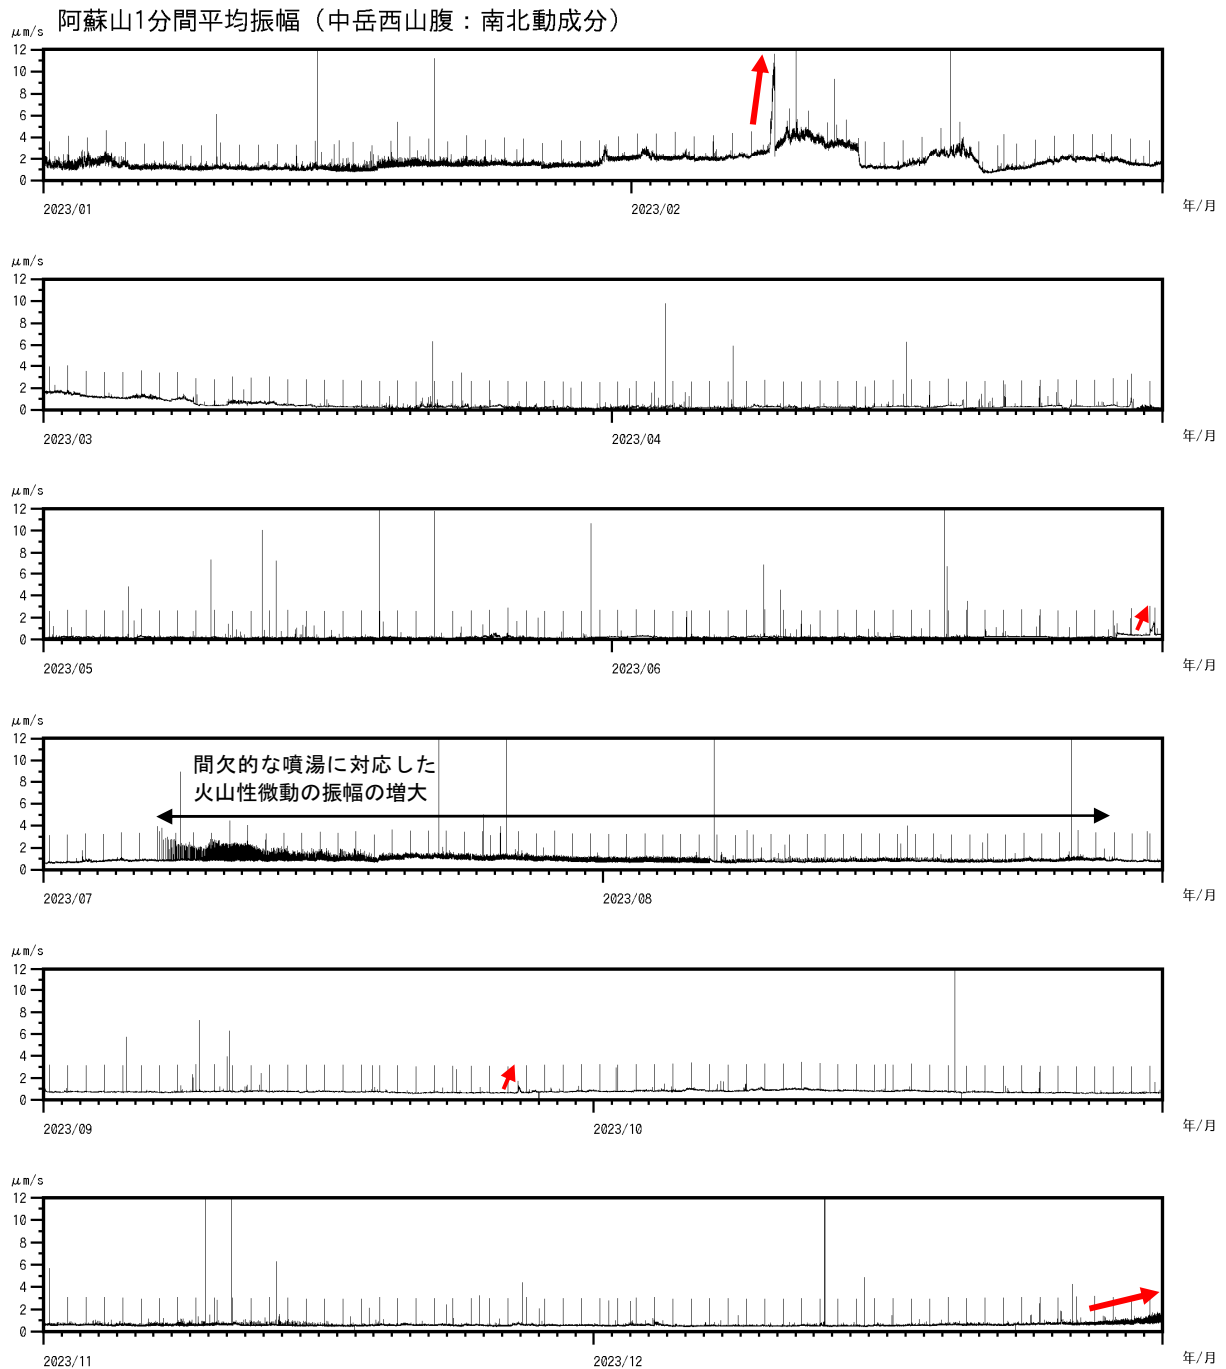 阿蘇山1分間平均振幅（中岳西山腹：南北動成分）
μm/s
12
10
8
6
4
2
0
2023/01 2023/02 年/月
μm/s
12
10
8
6
4
2
0
2023/03 2023/04 年/月
μm/s
12
10
8
6
4
2
0
2023/05 2023/06 年/月
μm/s
12
10
8
6
4
2
0
間欠的な噴湯に対応した
火山性微動の振幅の増大
2023/07 2023/08 年/月
μm/s
12
10
8
6
4
2
0
2023/09 2023/10 年/月
μm/s
12
10
8
6
4
2
0
2023/11 2023/12 年/月